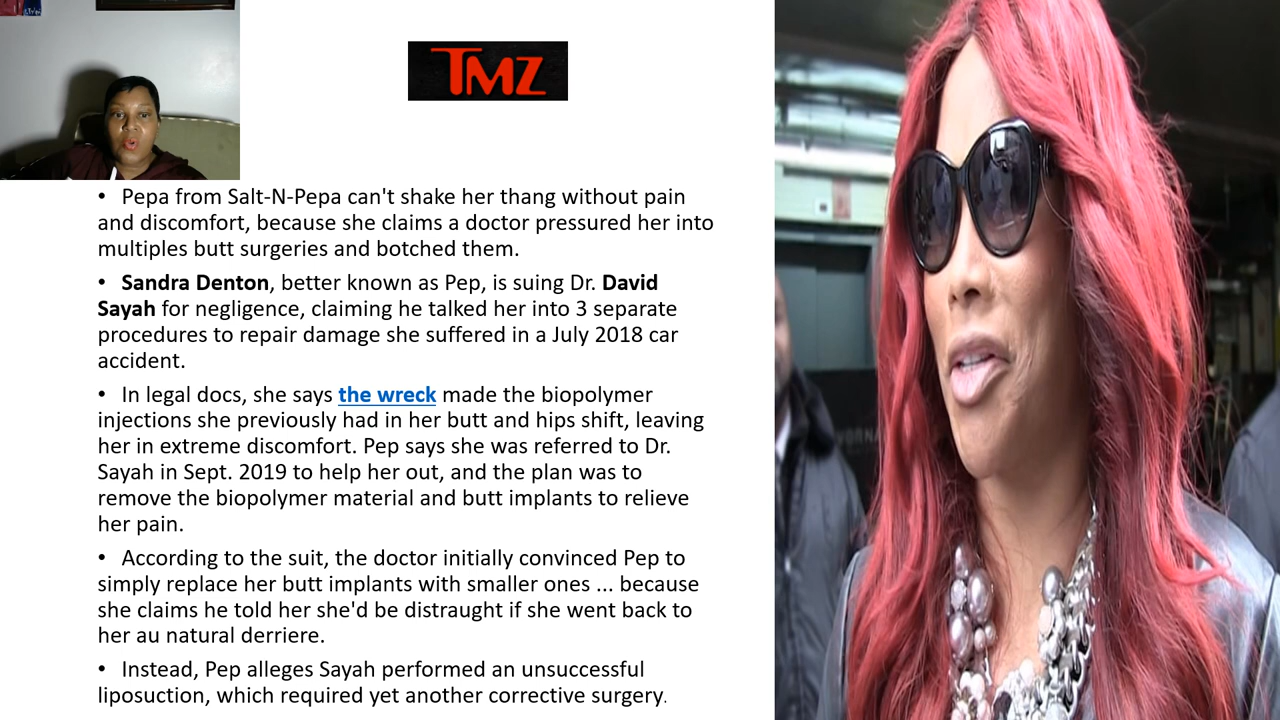 TMZ
• Pepa from Salt-N-Pepa can't shake her thang without pain
and discomfort, because she claims a doctor pressured her into
multiples butt surgeries and botched them.
• Sandra Denton, better known as Pep, is suing Dr. David
Sayah for negligence, claiming he talked her into 3 separate
procedures to repair damage she suffered in a July 2018 car
accident.
• In legal docs, she says the wreck made the biopolymer
injections she previously had in her butt and hips shift, leaving
her in extreme discomfort. Pep says she was referred to Dr.
Sayah in Sept. 2019 to help her out, and the plan was to
remove the biopolymer material and butt implants to relieve
her pain.
• According to the suit, the doctor initially convinced Pep to
simply replace her butt implants with smaller ones ... because
she claims he told her she'd be distraught if she went back to
her au natural derriere.
• Instead, Pep alleges Sayah performed an unsuccessful
liposuction, which required yet another corrective surgery.